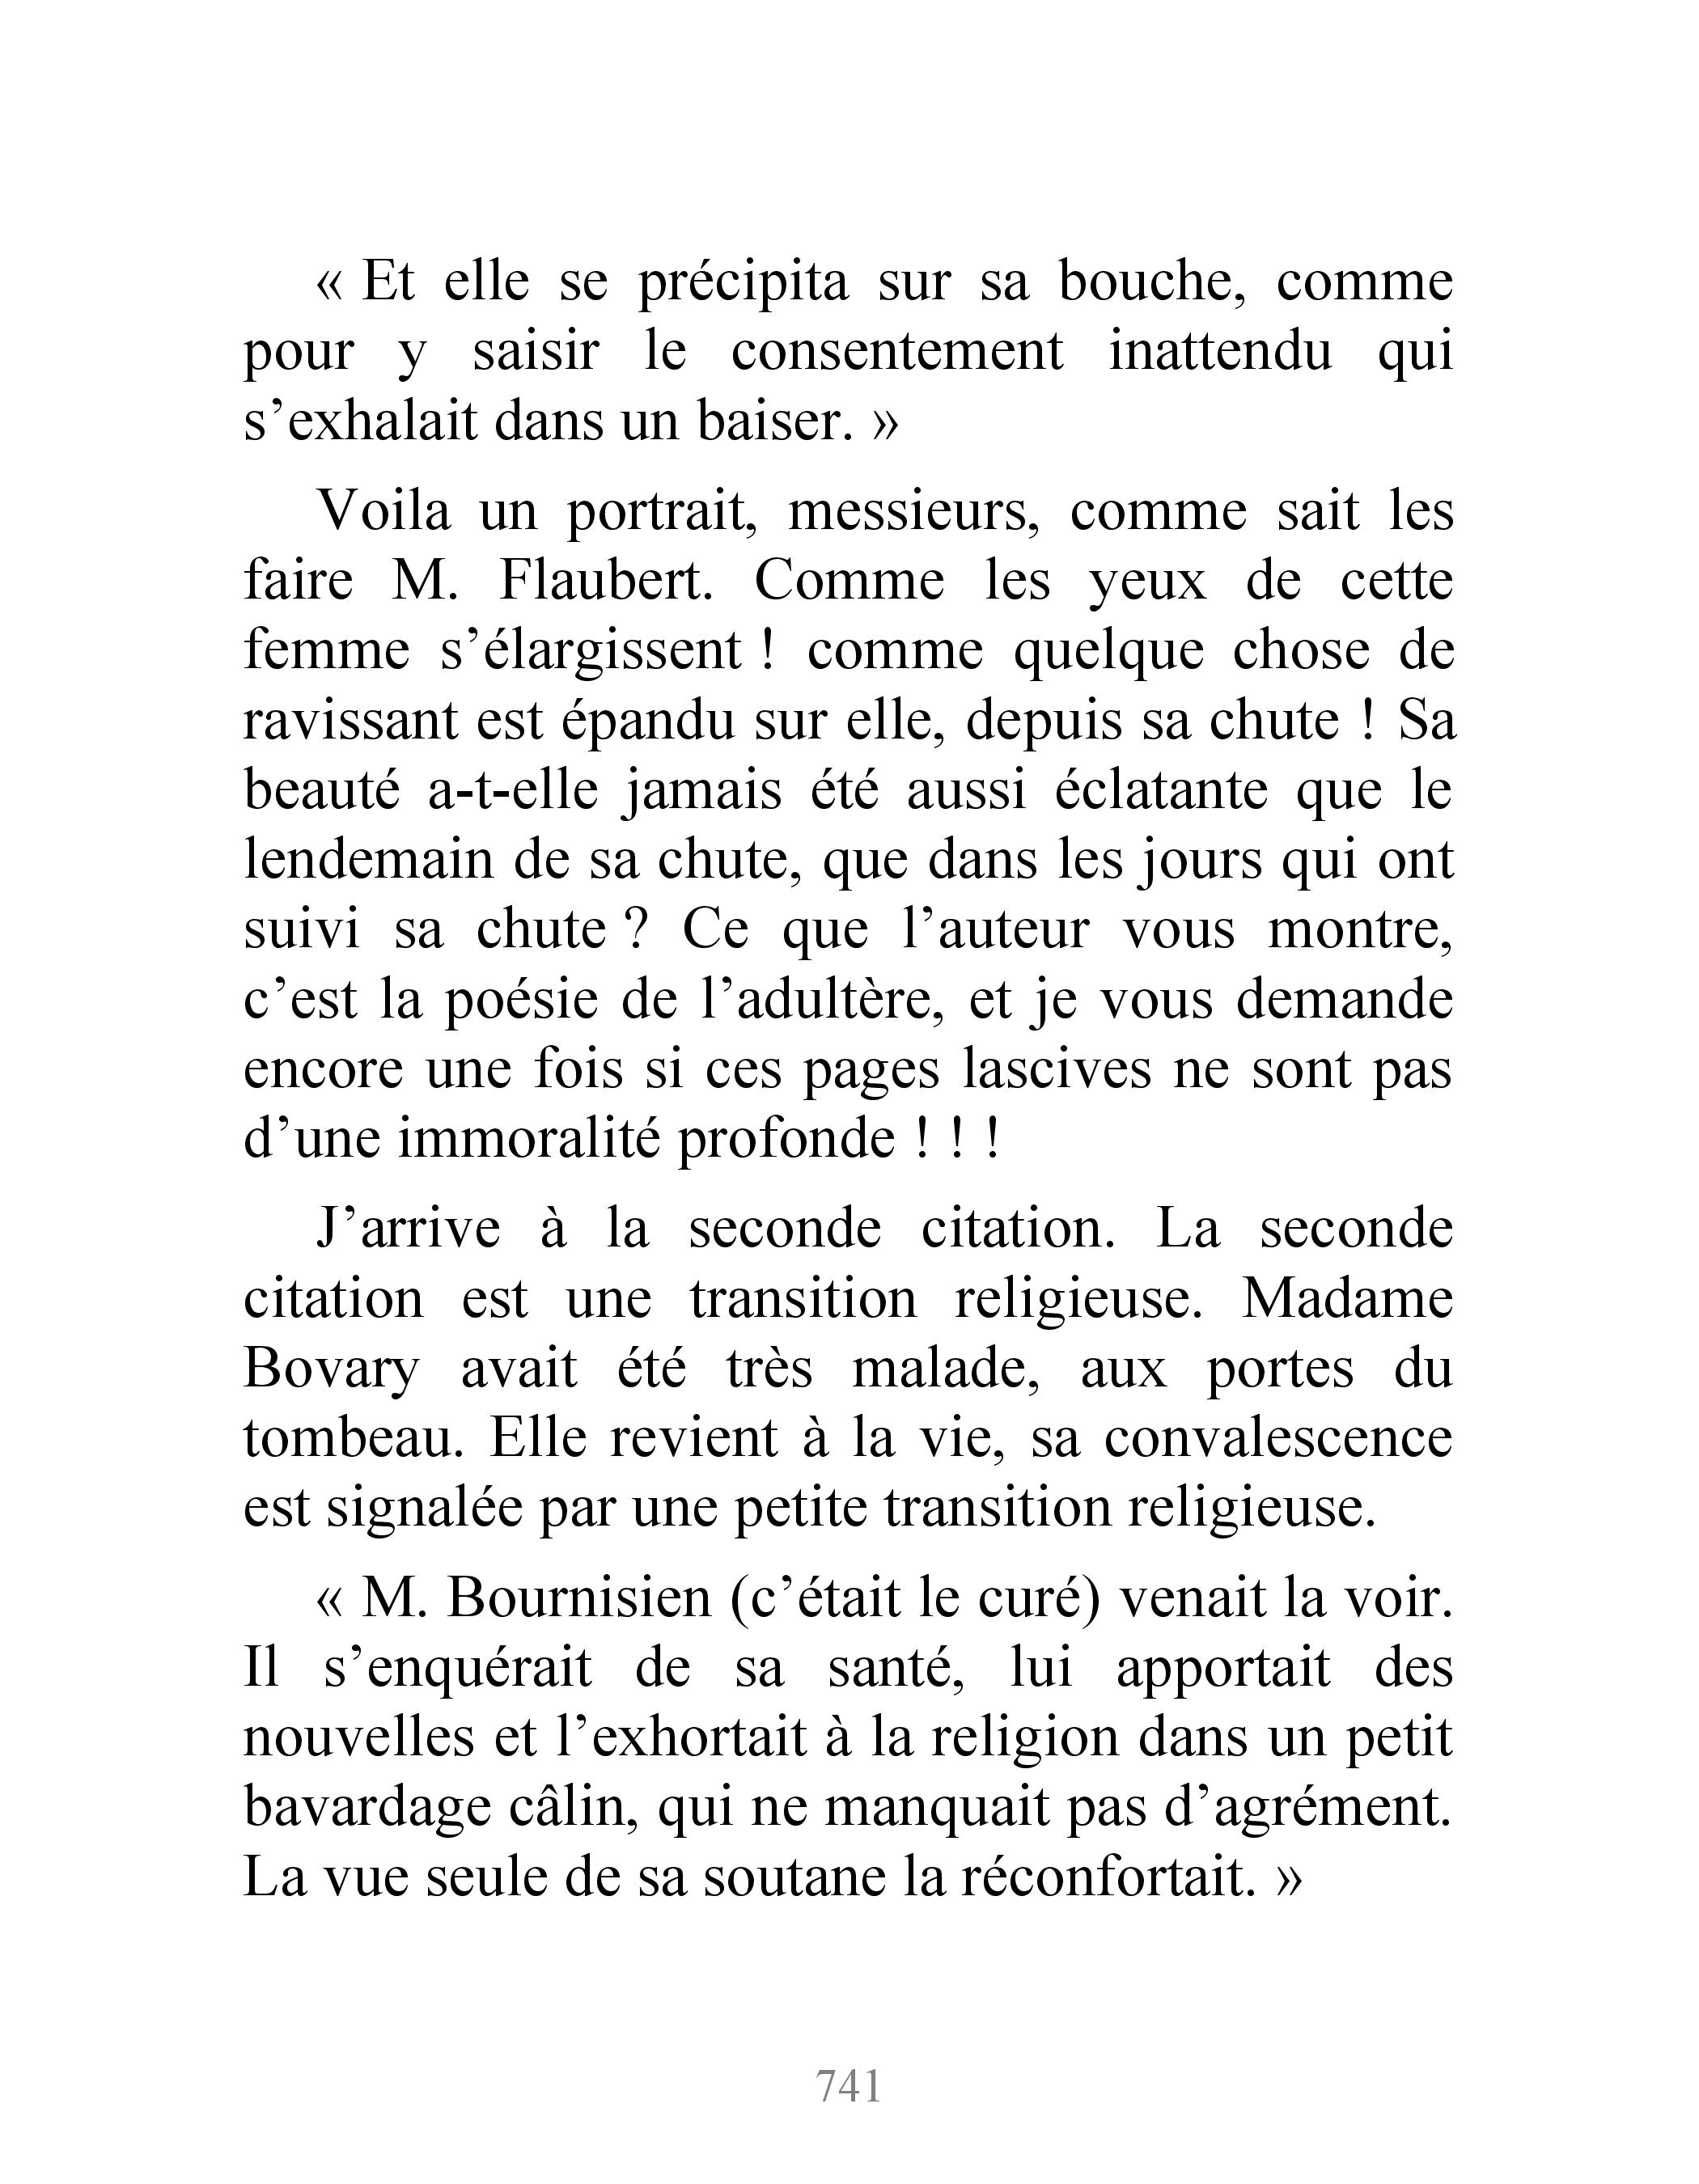 « Et elle se précipita sur sa bouche, comme
pour y saisir le consentement inattendu qui
s’exhalait dans un baiser. »
Voila un portrait, messieurs, comme sait les
faire M. Flaubert. Comme les yeux de cette
femme s’élargissent ! comme quelque chose de
ravissant est épandu sur elle, depuis sa chute ! Sa
beauté a-t-elle jamais été aussi éclatante que le
lendemain de sa chute, que dans les jours qui ont
suivi sa chute ? Ce que l’auteur vous montre,
c’est la poésie de l’adultère, et je vous demande
encore une fois si ces pages lascives ne sont pas
d’une immoralité profonde ! ! !
J’arrive à la seconde citation. La seconde
citation est une transition religieuse. Madame
Bovary avait été très malade, aux portes du
tombeau. Elle revient à la vie, sa convalescence
est signalée par une petite transition religieuse.
« M. Bournisien (c’était le curé) venait la voir.
Il s’enquérait de sa santé, lui apportait des
nouvelles et l’exhortait à la religion dans un petit
bavardage câlin, qui ne manquait pas d’agrément.
La vue seule de sa soutane la réconfortait. »
741